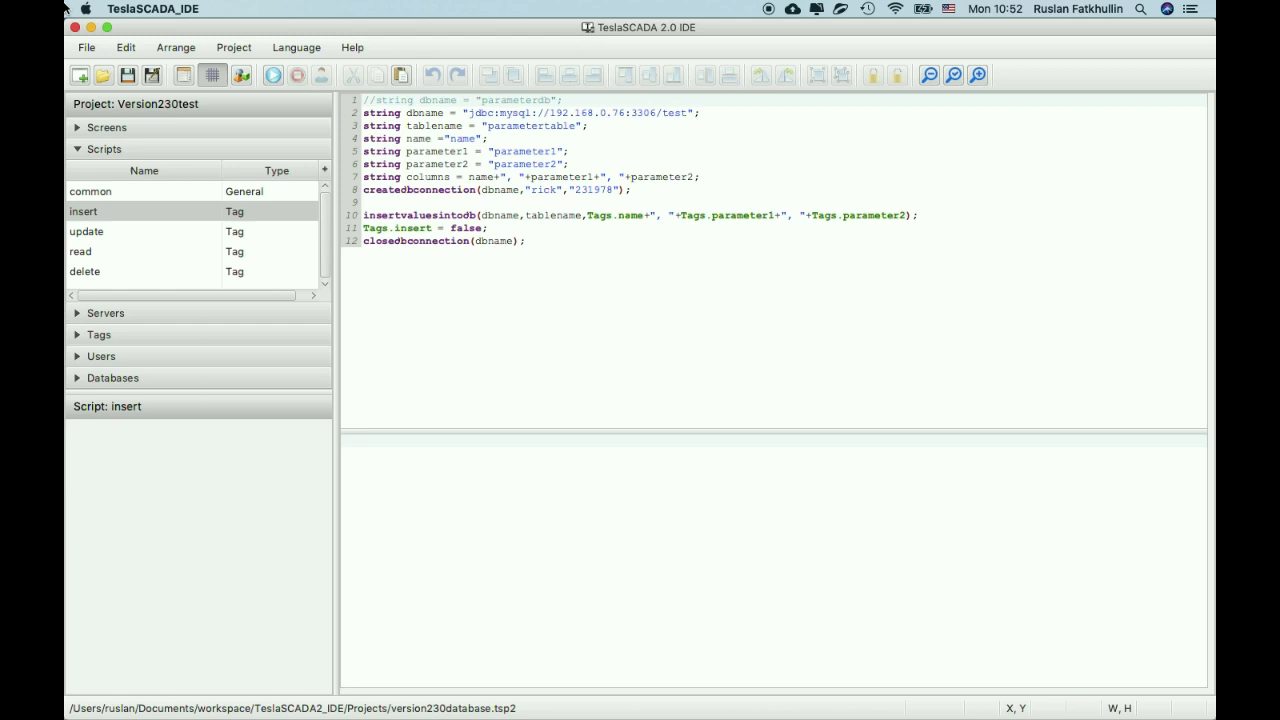 TeslaSCADA_IDE
Mon 10:52 Ruslan Fatkhullin
TeslaSCADA 2.0 IDE
File Edit Arrange Project Language Help
Project: Version230test
Screens
Scripts
Name Type +
common General
insert Tag
update Tag
read Tag
delete Tag
Servers
Tags
Users
Databases
Script: insert
1 //string dbname = "parameterdb";
2 string dbname = "jdbc:mysql://192.168.0.76:3306/test";
3 string tablename = "parametertable";
4 string name ="name";
5 string parameter1 = "parameter1";
6 string parameter2 = "parameter2";
7 string columns = name+", "+parameter1+", "+parameter2;
8 createdbconnection(dbname,"rick","231978");
9
10 insertvaluesintodb(dbname,tablename,Tags.name+", "+Tags.parameter1+", "+Tags.parameter2);
11 Tags.insert = false;
12 closedbconnection(dbname);
/Users/ruslan/Documents/workspace/TeslaSCADA2_IDE/Projects/version230database.tsp2
X, Y W, H